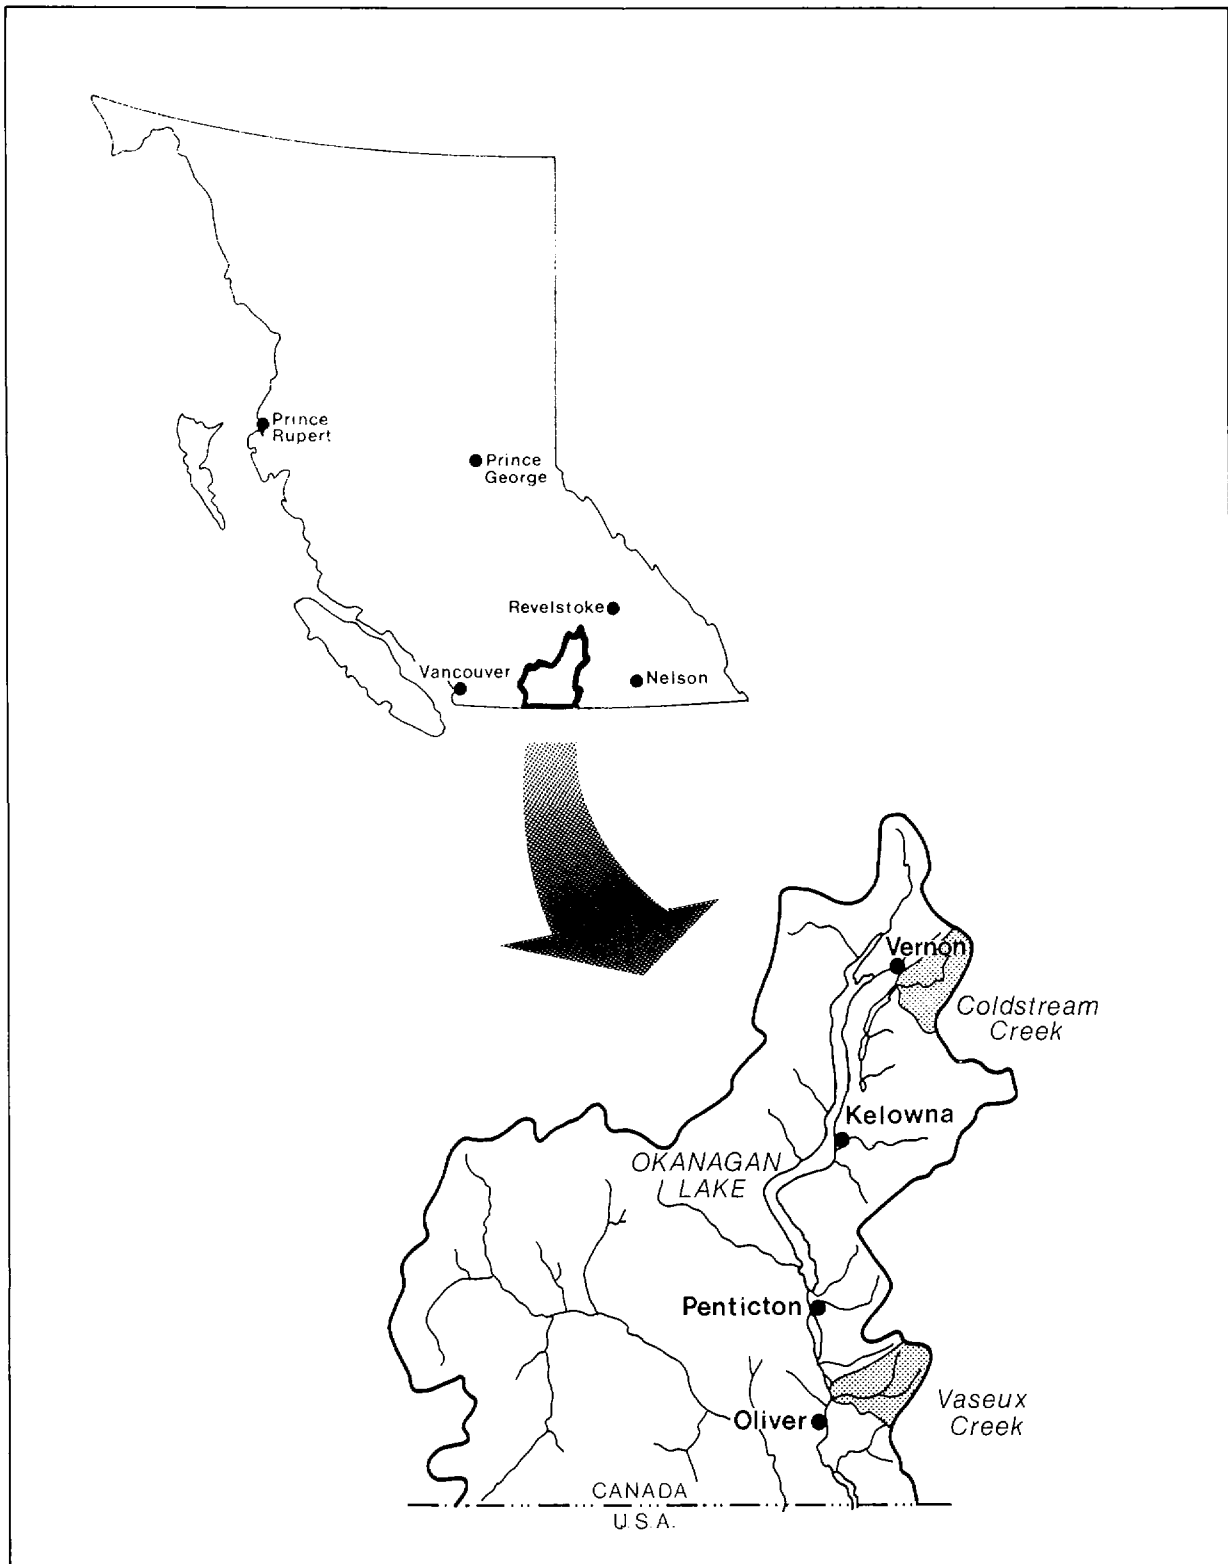 Prince
Rupert
Prince
George
Revelstoke
Vancouver
Nelson
Vernon
Coldstream
Creek
Kelowna
OKANAGAN
LAKE
Penticton
Vaseux
Creek
Oliver
CANADA
U.S.A.